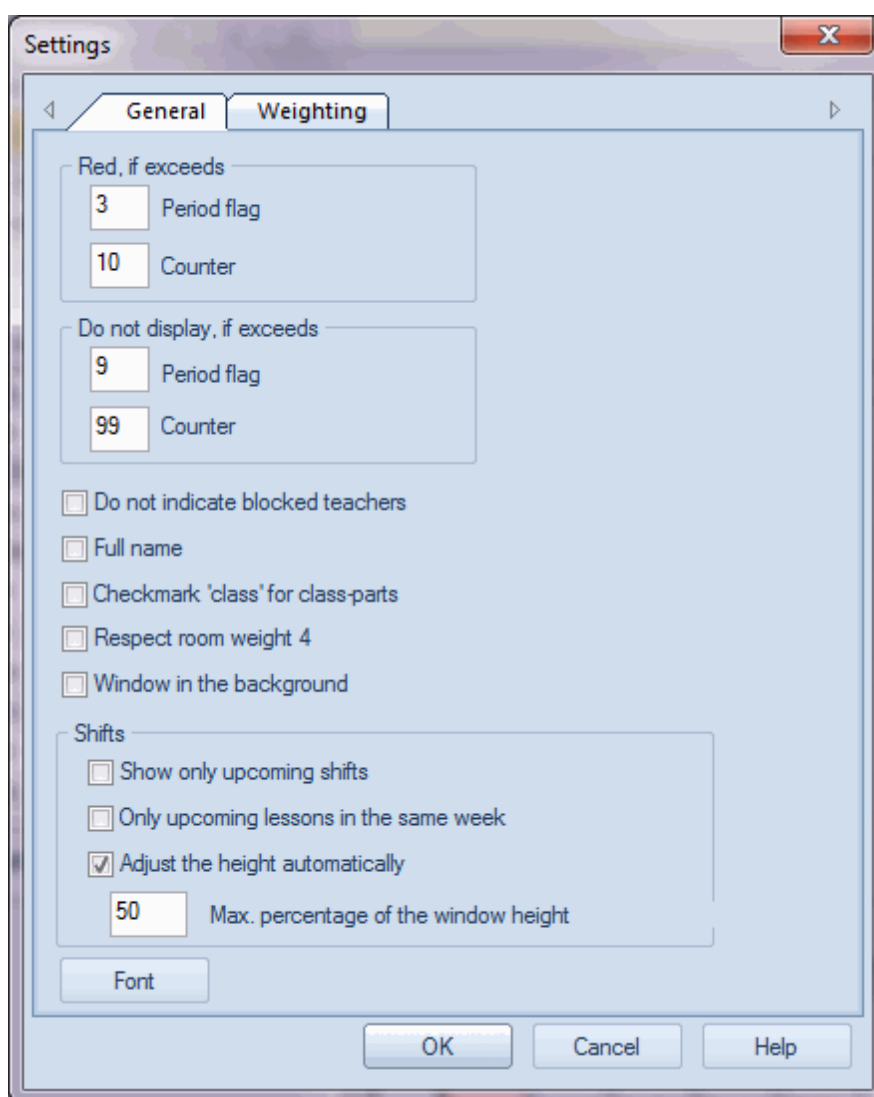 Settings
General Weighting
Red, if exceeds
3 Period flag
10 Counter
Do not display, if exceeds
9 Period flag
99 Counter
Do not indicate blocked teachers
Full name
Checkmark 'class' for class-parts
Respect room weight 4
Window in the background
Shifts
Show only upcoming shifts
Only upcoming lessons in the same week
Adjust the height automatically
50 Max. percentage of the window height
Font
OK Cancel Help